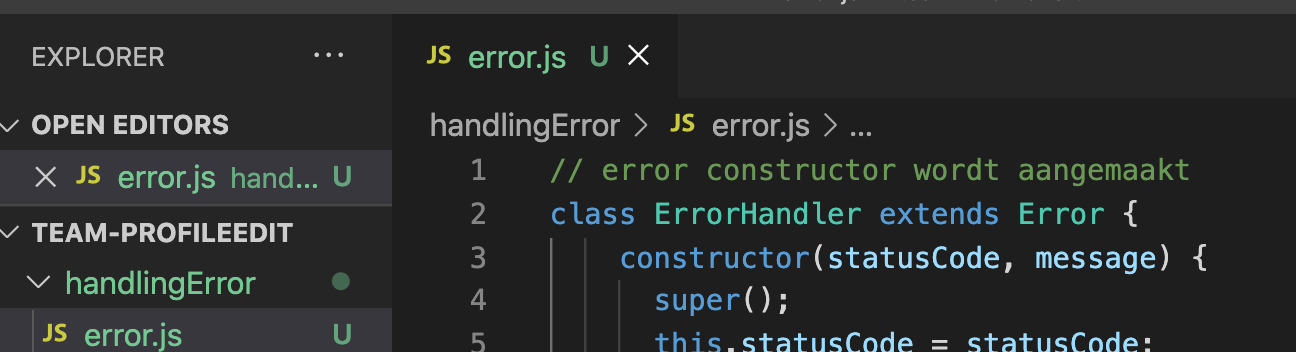 EXPLORER ...
JS error.js U
OPEN EDITORS
JS error.js hand... U
TEAM-PROFILEEDIT
handlingError
JS error.js U
handlingError > JS error.js > ...
1 // error constructor wordt aangemaakt
2 class ErrorHandler extends Error {
3 constructor(statusCode, message) {
4 super();
5 this.statusCode = statusCode;